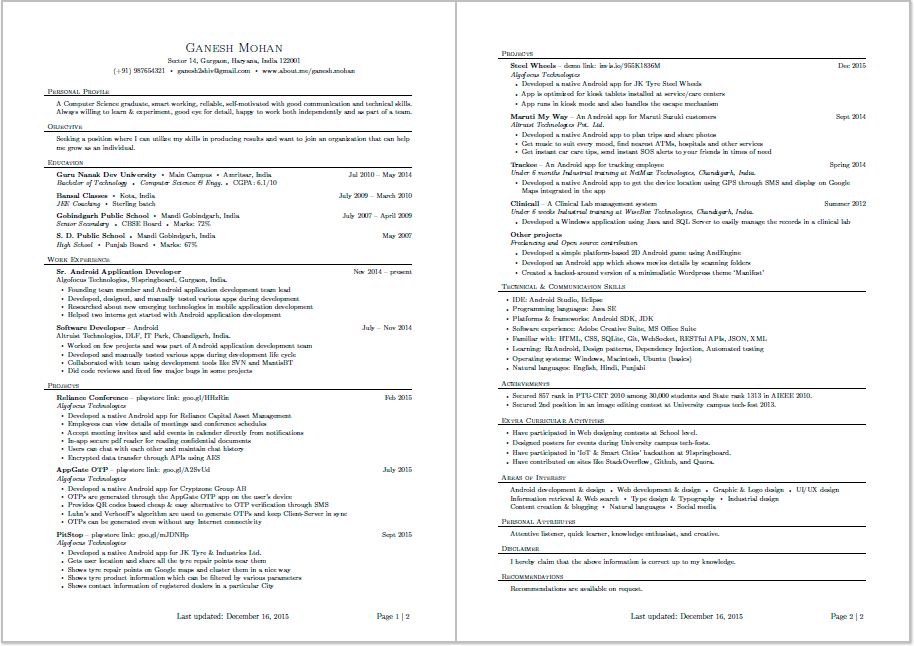 GANESH MOHAN
Sector 14, Gurgaon, Haryana, India 122001
(+91) 987654321 • ganesh2shiv@gmail.com • www.about.me/ganesh.mohan
PERSONAL PROFILE
A Computer Science graduate, smart working, reliable, self-motivated with good communication and technical skills.
Always willing to learn & experiment, good eye for detail, happy to work both independently and as part of a team.
OBJECTIVE
Seeking a position where I can utilize my skills in producing results and want to join an organization that can help
me grow as an individual.
EDUCATION
Guru Nanak Dev University • Main Campus • Amritsar, India Jul 2010 – May 2014
Bachelor of Technology • Computer Science & Engg. • CGPA: 6.1/10
Bansal Classes • Kota, India July 2009 – March 2010
JEE Coaching • Sterling batch
Gobindgarh Public School • Mandi Gobindgarh, India July 2007 – April 2009
Senior Secondary • CBSE Board • Marks: 72%
S. D. Public School • Mandi Gobindgarh, India May 2007
High School • Punjab Board • Marks: 67%
WORK EXPERIENCE
Sr. Android Application Developer Nov 2014 – present
Algofocus Technologies, 91springboard, Gurgaon, India.
• Founding team member and Android application development team lead
• Developed, designed, and manually tested various apps during development
• Researched about new emerging technologies in mobile application development
• Helped two interns get started with Android application development
Software Developer – Android July – Nov 2014
Altruist Technologies, DLF, IT Park, Chandigarh, India.
• Worked on few projects and was part of Android application development team
• Developed and manually tested various apps during development life cycle
• Collaborated with team using development tools like SVN and MantisBT
• Did code reviews and fixed few major bugs in some projects
PROJECTS
Reliance Conference – playstore link: goo.gl/HHzRin Feb 2015
Algofocus Technologies
• Developed a native Android app for Reliance Capital Asset Management
• Employees can view details of meetings and conference schedules
• Accept meeting invites and add events in calender directly from notifications
• In-app secure pdf reader for reading confidential documents
• Users can chat with each other and maintain chat history
• Encrypted data transfer through APIs using AES
AppGate OTP – playstore link: goo.gl/A2SvUd July 2015
Algofocus Technologies
• Developed a native Android app for Cryptzone Group AB
• OTPs are generated through the AppGate OTP app on the user's device
• Provides QR codes based cheap & easy alternative to OTP verification through SMS
• Luhn's and Verhoeff's algorithm are used to generate OTPs and keep Client-Server in sync
• OTPs can be generated even without any Internet connectivity
PitStop – playstore link: goo.gl/mJDNHp Sept 2015
Algofocus Technologies
• Developed a native Android app for JK Tyre & Industries Ltd.
• Gets user location and share all the tyre repair points near them
• Shows tyre repair points on Google maps and cluster them in a nice way
• Shows tyre product information which can be filtered by various parameters
• Shows contact information of registered dealers in a particular City
Last updated: December 16, 2015 Page 1 | 2
PROJECTS
Steel Wheels – demo link: invis.io/955K1836M Dec 2015
Algofocus Technologies
• Developed a native Android app for JK Tyre Steel Wheels
• App is optimized for kiosk tablets installed at service/care centers
• App runs in kiosk mode and also handles the escape mechanism
Maruti My Way – An Android app for Maruti Suzuki customers Sept 2014
Altruist Technologies Pvt. Ltd.
• Developed a native Android app to plan trips and share photos
• Get music to suit every mood, find nearest ATMs, hospitals and other services
• Get instant car care tips, send instant SOS alerts to your friends in times of need
Trackee – An Android app for tracking employee Spring 2014
Under 6 months Industrial training at NetMax Technologies, Chandigarh, India.
• Developed a native Android app to get the device location using GPS through SMS and display on Google
Maps integrated in the app
Clinicall – A Clinical Lab management system Summer 2012
Under 6 weeks Industrial training at WiseBox Technologies, Chandigarh, India.
• Developed a Windows application using Java and SQL Server to easily manage the records in a clinical lab
Other projects
Freelancing and Open source contribution
• Developed a simple platform-based 2D Android game using AndEngine
• Developed an Android app which shows movies details by scanning folders
• Created a hacked-around version of a minimalistic Wordpress theme 'Manifest'
TECHNICAL & COMMUNICATION SKILLS
• IDE: Android Studio, Eclipse
• Programming languages: Java SE
• Platforms & frameworks: Android SDK, JDK
• Software experience: Adobe Creative Suite, MS Office Suite
• Familiar with: HTML, CSS, SQLite, Git, WebSocket, RESTful APIs, JSON, XML
• Learning: RxAndroid, Design patterns, Dependency Injection, Automated testing
• Operating systems: Windows, Macintosh, Ubuntu (basics)
• Natural languages: English, Hindi, Punjabi
ACHIEVEMENTS
• Secured 857 rank in PTU-CET 2010 among 30,000 students and State rank 1313 in AIEEE 2010.
• Secured 2nd position in an image editing contest at University campus tech-fest 2013.
EXTRA CURRICULAR ACTIVITIES
• Have participated in Web designing contests at School level.
• Designed posters for events during University campus tech-fests.
• Have participated in 'IoT & Smart Cities' hackathon at 91springboard.
• Have contributed on sites like StackOverflow, Github, and Quora.
AREAS OF INTEREST
Android development & design • Web development & design • Graphic & Logo design • UI/UX design
Information retrieval & Web search • Type design & Typography • Industrial design
Content creation & blogging • Natural languages • Social media
PERSONAL ATTRIBUTES
Attentive listener, quick learner, knowledge enthusiast, and creative.
DISCLAIMER
I hereby claim that the above information is correct up to my knowledge.
RECOMMENDATIONS
Recommendations are available on request.
Last updated: December 16, 2015 Page 2 | 2